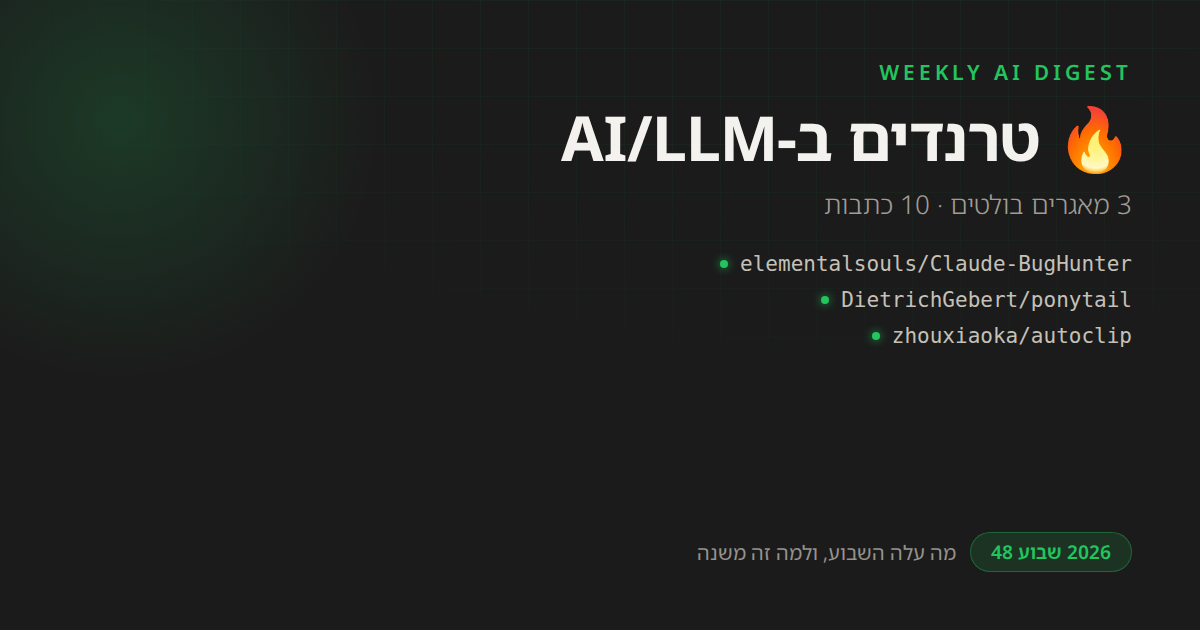 WEEKLY AI DIGEST
🔥 טרנדים ב-AI/LLM
3 מאגרים בולטים · 10 כתבות
elementalsouls/Claude-BugHunter
DietrichGebert/ponytail
zhouxiaoka/autoclip
2026 שבוע 48 מה עלה השבוע, ולמה זה משנה